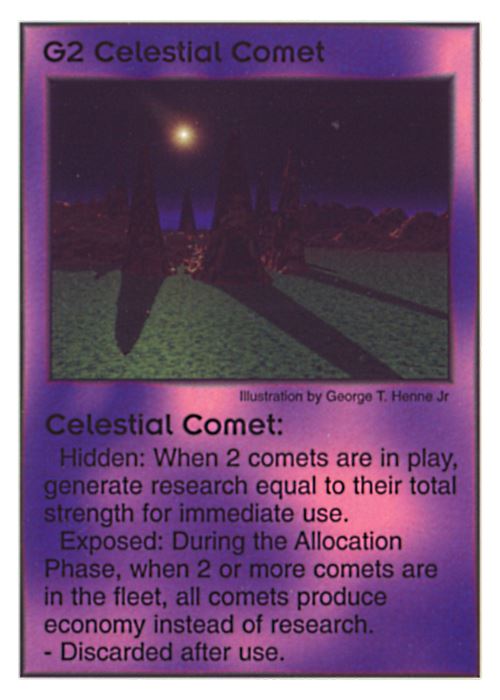 G2 Celestial Comet
Illustration by George T. Henne Jr
Celestial Comet:
Hidden: When 2 comets are in play,
generate research equal to their total
strength for immediate use.
Exposed: During the Allocation
Phase, when 2 or more comets are
in the fleet, all comets produce
economy instead of research.
- Discarded after use.